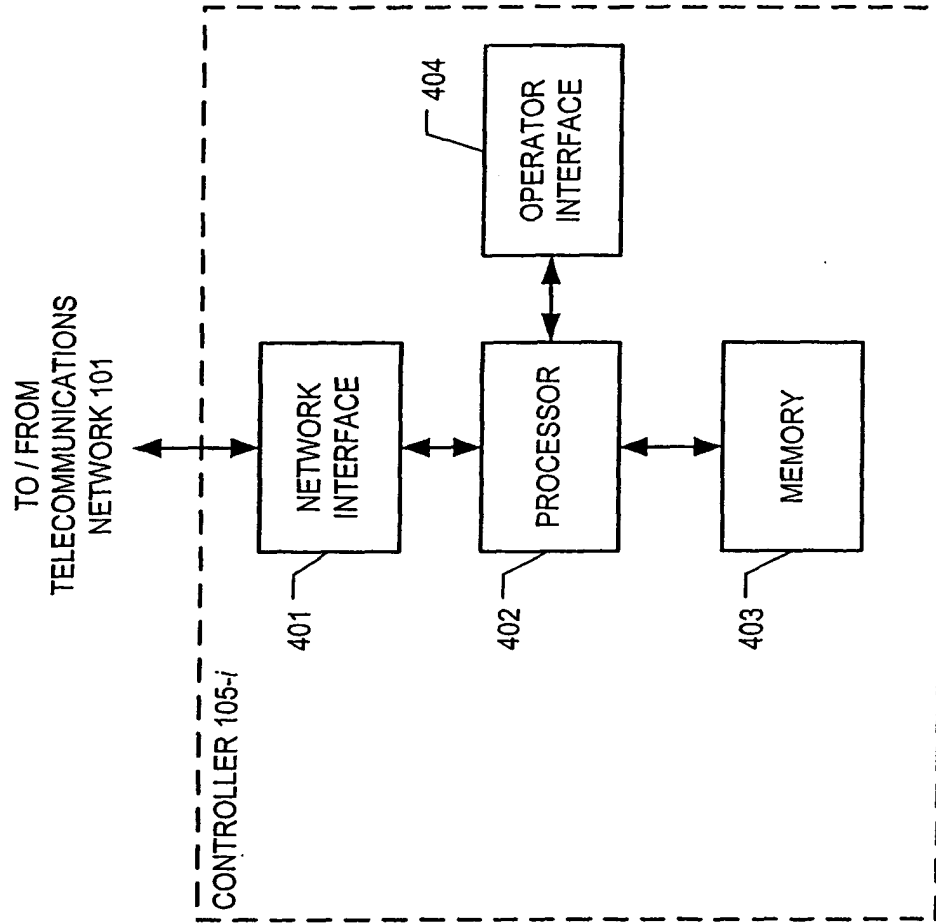 TO / FROM
TELECOMMUNICATIONS
NETWORK 101
CONTROLLER 105-i
NETWORK
INTERFACE
401
PROCESSOR
402
OPERATOR
INTERFACE
404
MEMORY
403